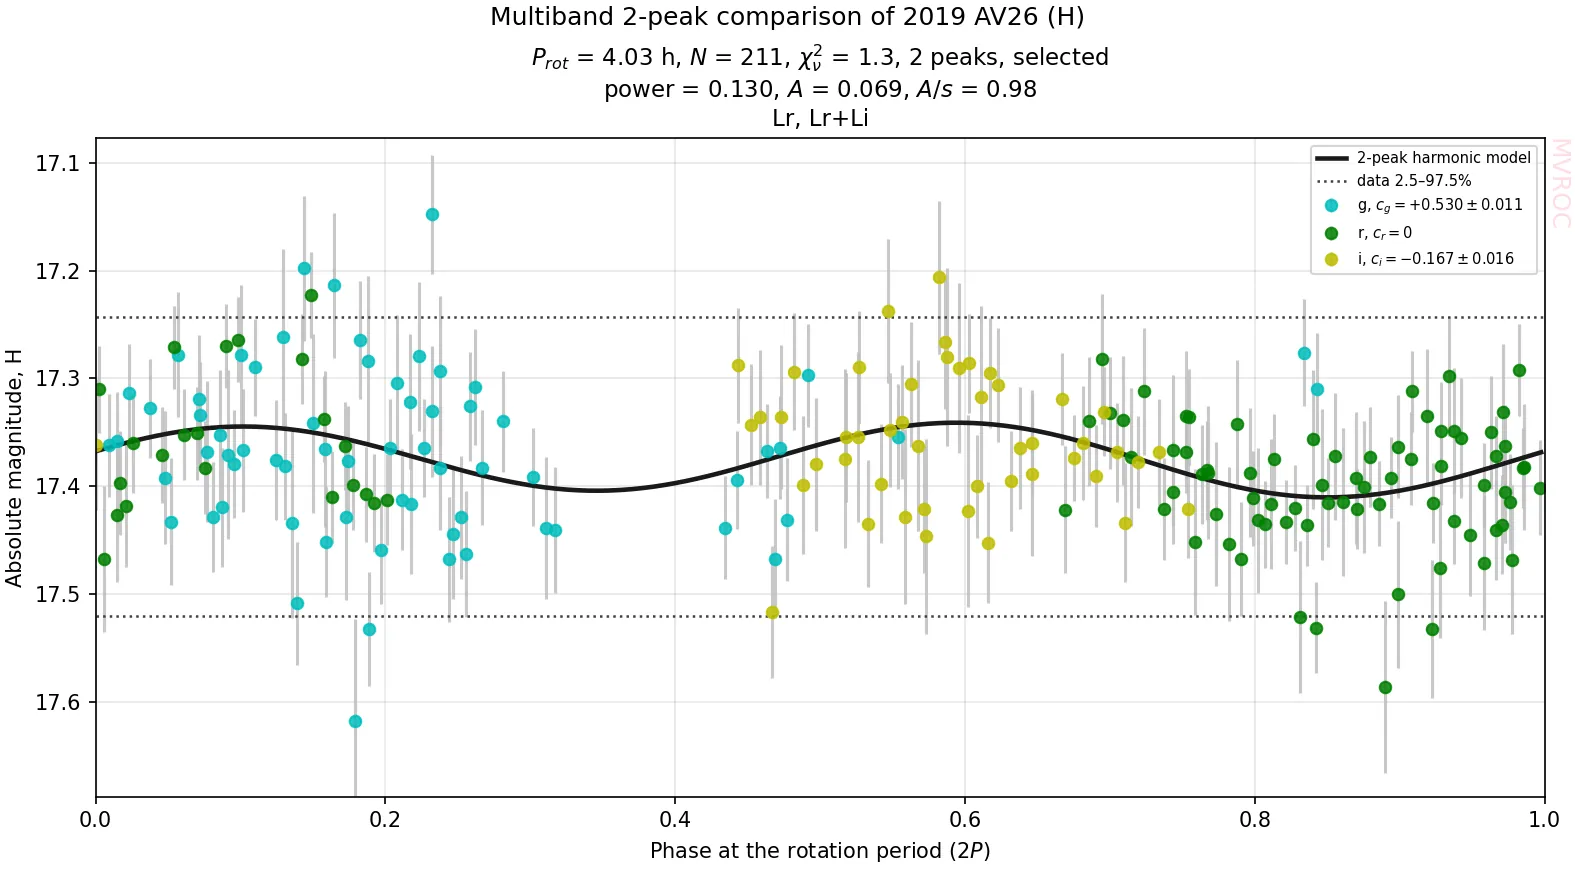 Multiband 2-peak comparison of 2019 AV26 (H)
P_rot = 4.03 h, N = 211, χ²_ν = 1.3, 2 peaks, selected
power = 0.130, A = 0.069, A/s = 0.98
Lr, Lr+Li
2-peak harmonic model
data 2.5–97.5%
g, c_g = +0.530 ± 0.011
r, c_r = 0
i, c_i = −0.167 ± 0.016
MVROC
Absolute magnitude, H
17.1
17.2
17.3
17.4
17.5
17.6
0.0 0.2 0.4 0.6 0.8 1.0
Phase at the rotation period (2P)